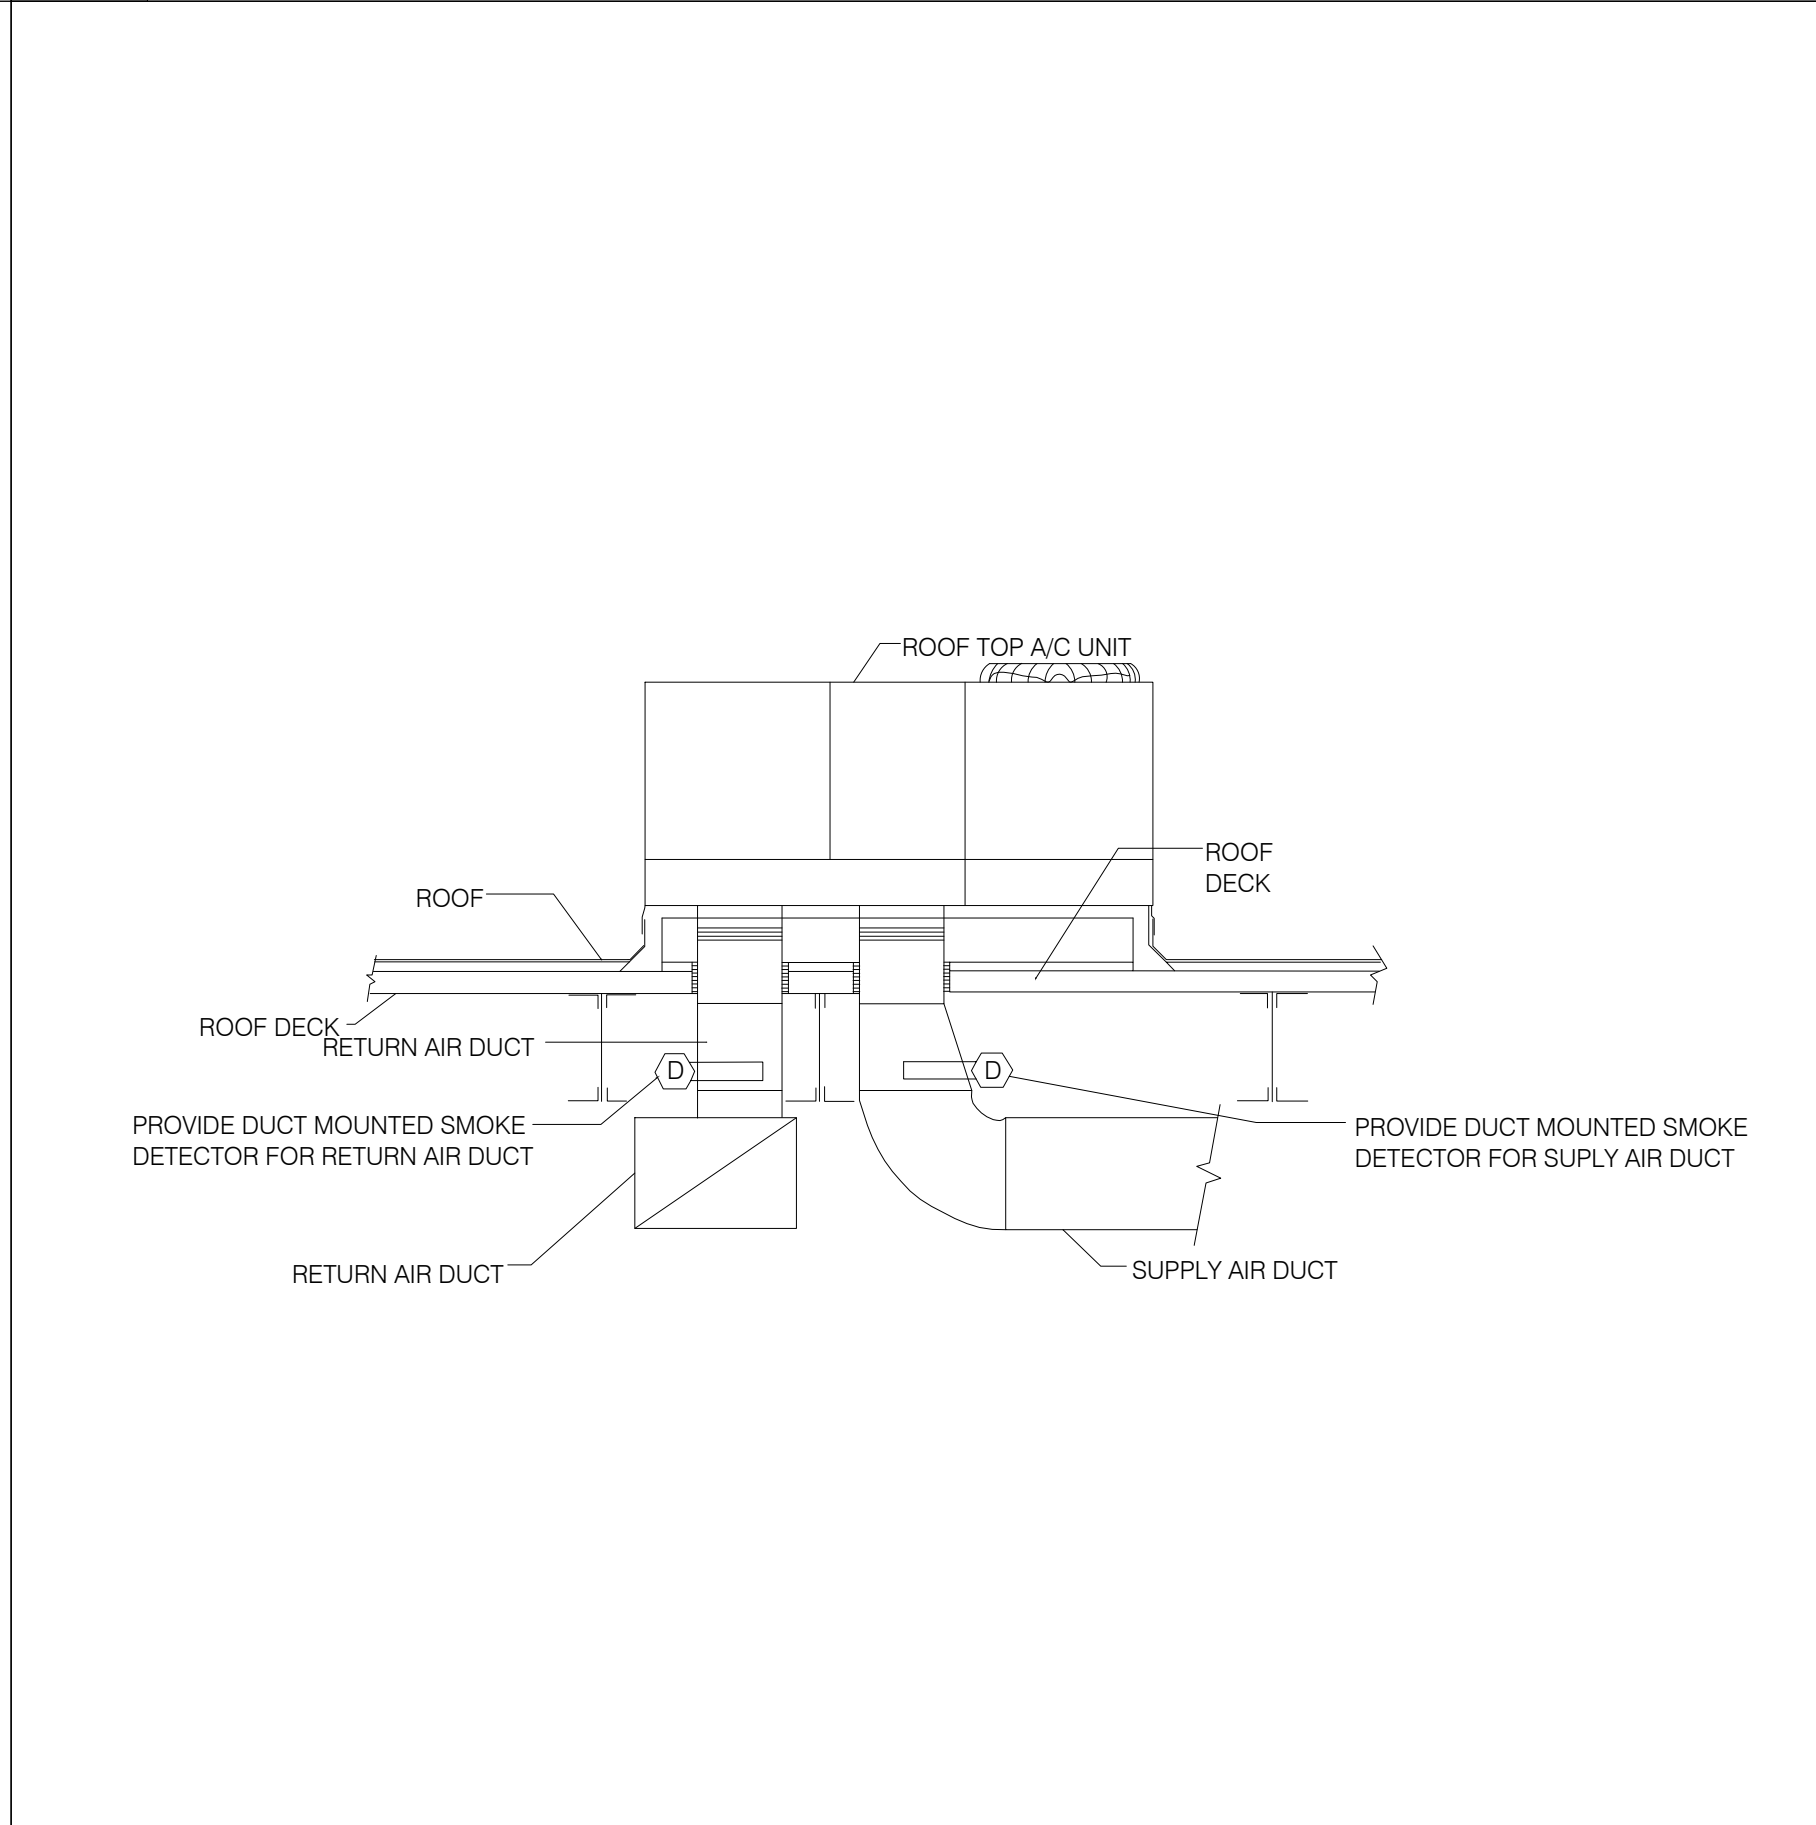 ROOF TOP A/C UNIT
ROOF
DECK
ROOF
ROOF DECK
RETURN AIR DUCT
D
D
PROVIDE DUCT MOUNTED SMOKE
DETECTOR FOR RETURN AIR DUCT
PROVIDE DUCT MOUNTED SMOKE
DETECTOR FOR SUPLY AIR DUCT
RETURN AIR DUCT
SUPPLY AIR DUCT